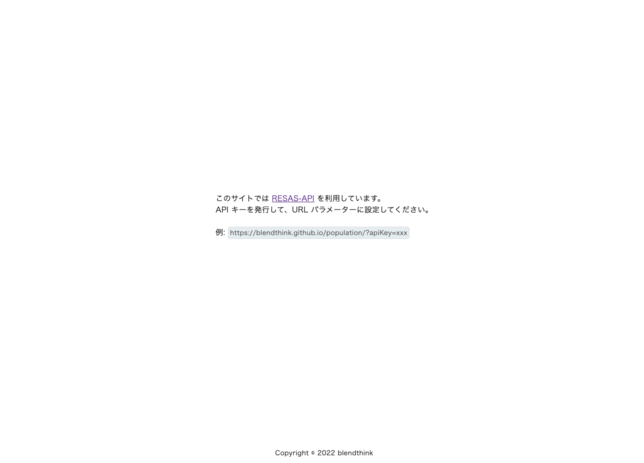 このサイトでは RESAS-API を利用しています。
API キーを発行して、URL パラメーターに設定してください。
例: https://blendthink.github.io/population/?apiKey=xxx
Copyright © 2022 blendthink